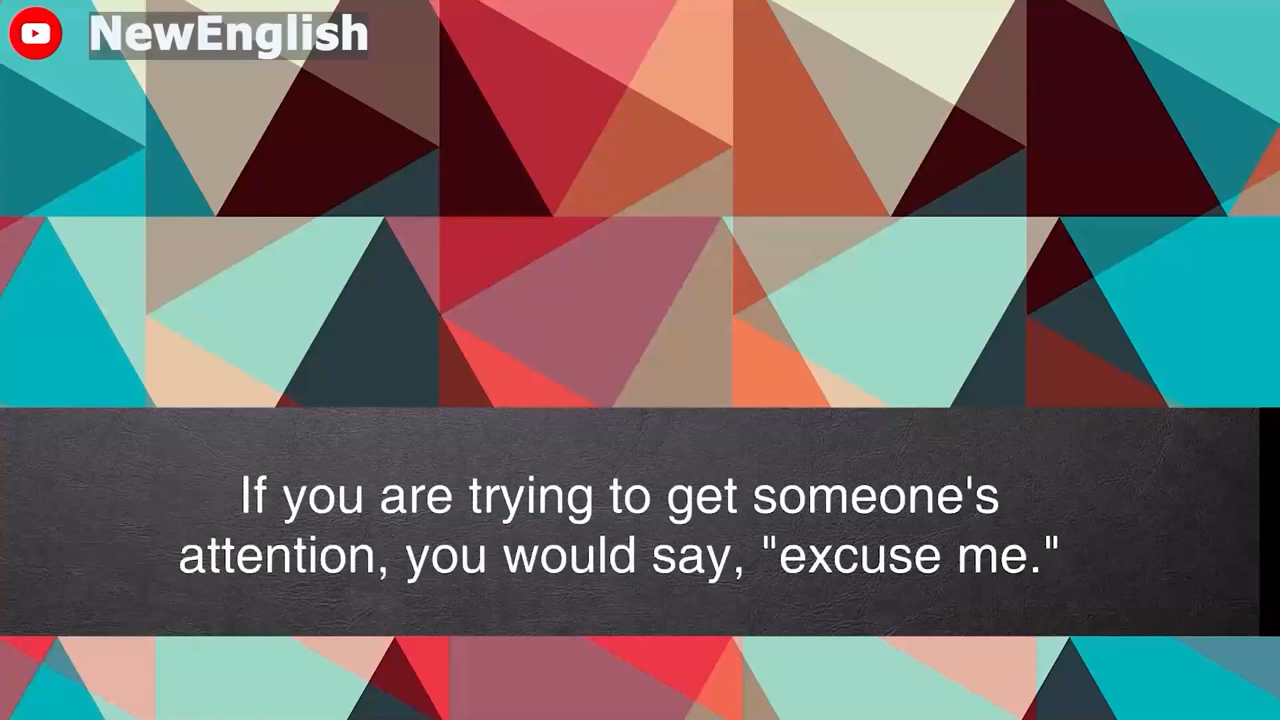 NewEnglish
If you are trying to get someone's
attention, you would say, "excuse me."